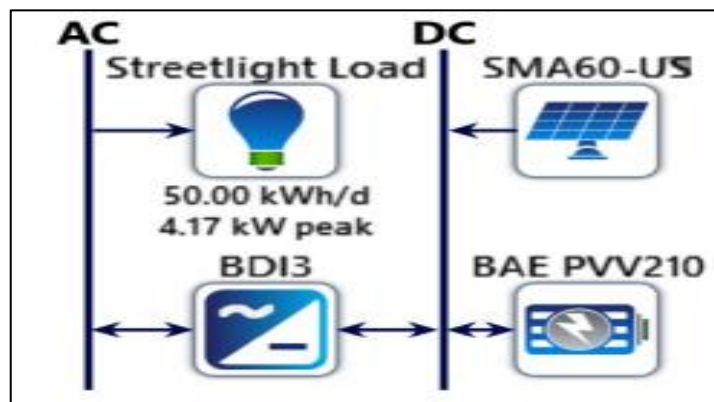 AC
DC
Streetlight Load
SMA60-US
50.00 kWh/d
4.17 kW peak
BDI3
BAE PVV210